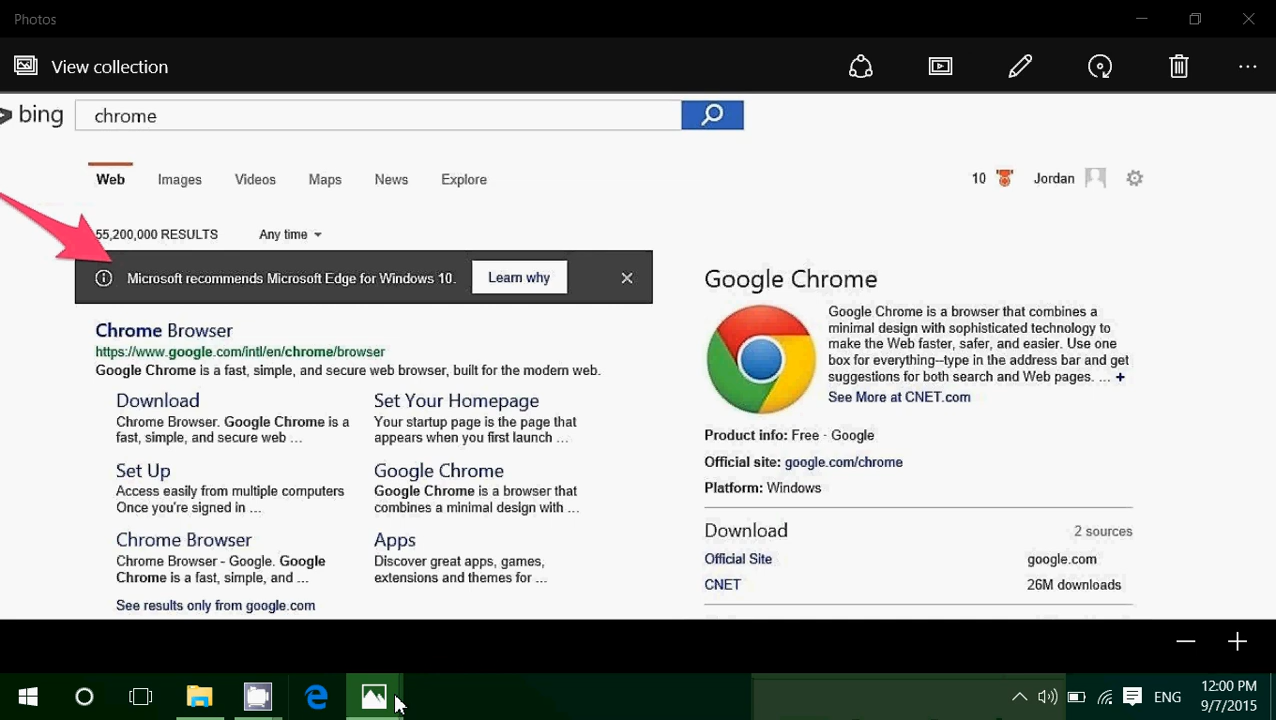 Photos
View collection
bing
chrome
Web Images Videos Maps News Explore
10 Jordan
55,200,000 RESULTS Any time
Microsoft recommends Microsoft Edge for Windows 10. Learn why
Chrome Browser
https://www.google.com/intl/en/chrome/browser
Google Chrome is a fast, simple, and secure web browser, built for the modern web.
Download
Chrome Browser. Google Chrome is a
fast, simple, and secure web ...
Set Your Homepage
Your startup page is the page that
appears when you first launch ...
Set Up
Access easily from multiple computers
Once you're signed in ...
Google Chrome
Google Chrome is a browser that
combines a minimal design with ...
Chrome Browser
Chrome Browser - Google. Google
Chrome is a fast, simple, and ...
Apps
Discover great apps, games,
extensions and themes for ...
See results only from google.com
Google Chrome
Google Chrome is a browser that combines a
minimal design with sophisticated technology to
make the Web faster, safer, and easier. Use one
box for everything--type in the address bar and get
suggestions for both search and Web pages. ... +
See More at CNET.com
Product info: Free · Google
Official site: google.com/chrome
Platform: Windows
Download 2 sources
Official Site google.com
CNET 26M downloads
ENG
12:00 PM
9/7/2015